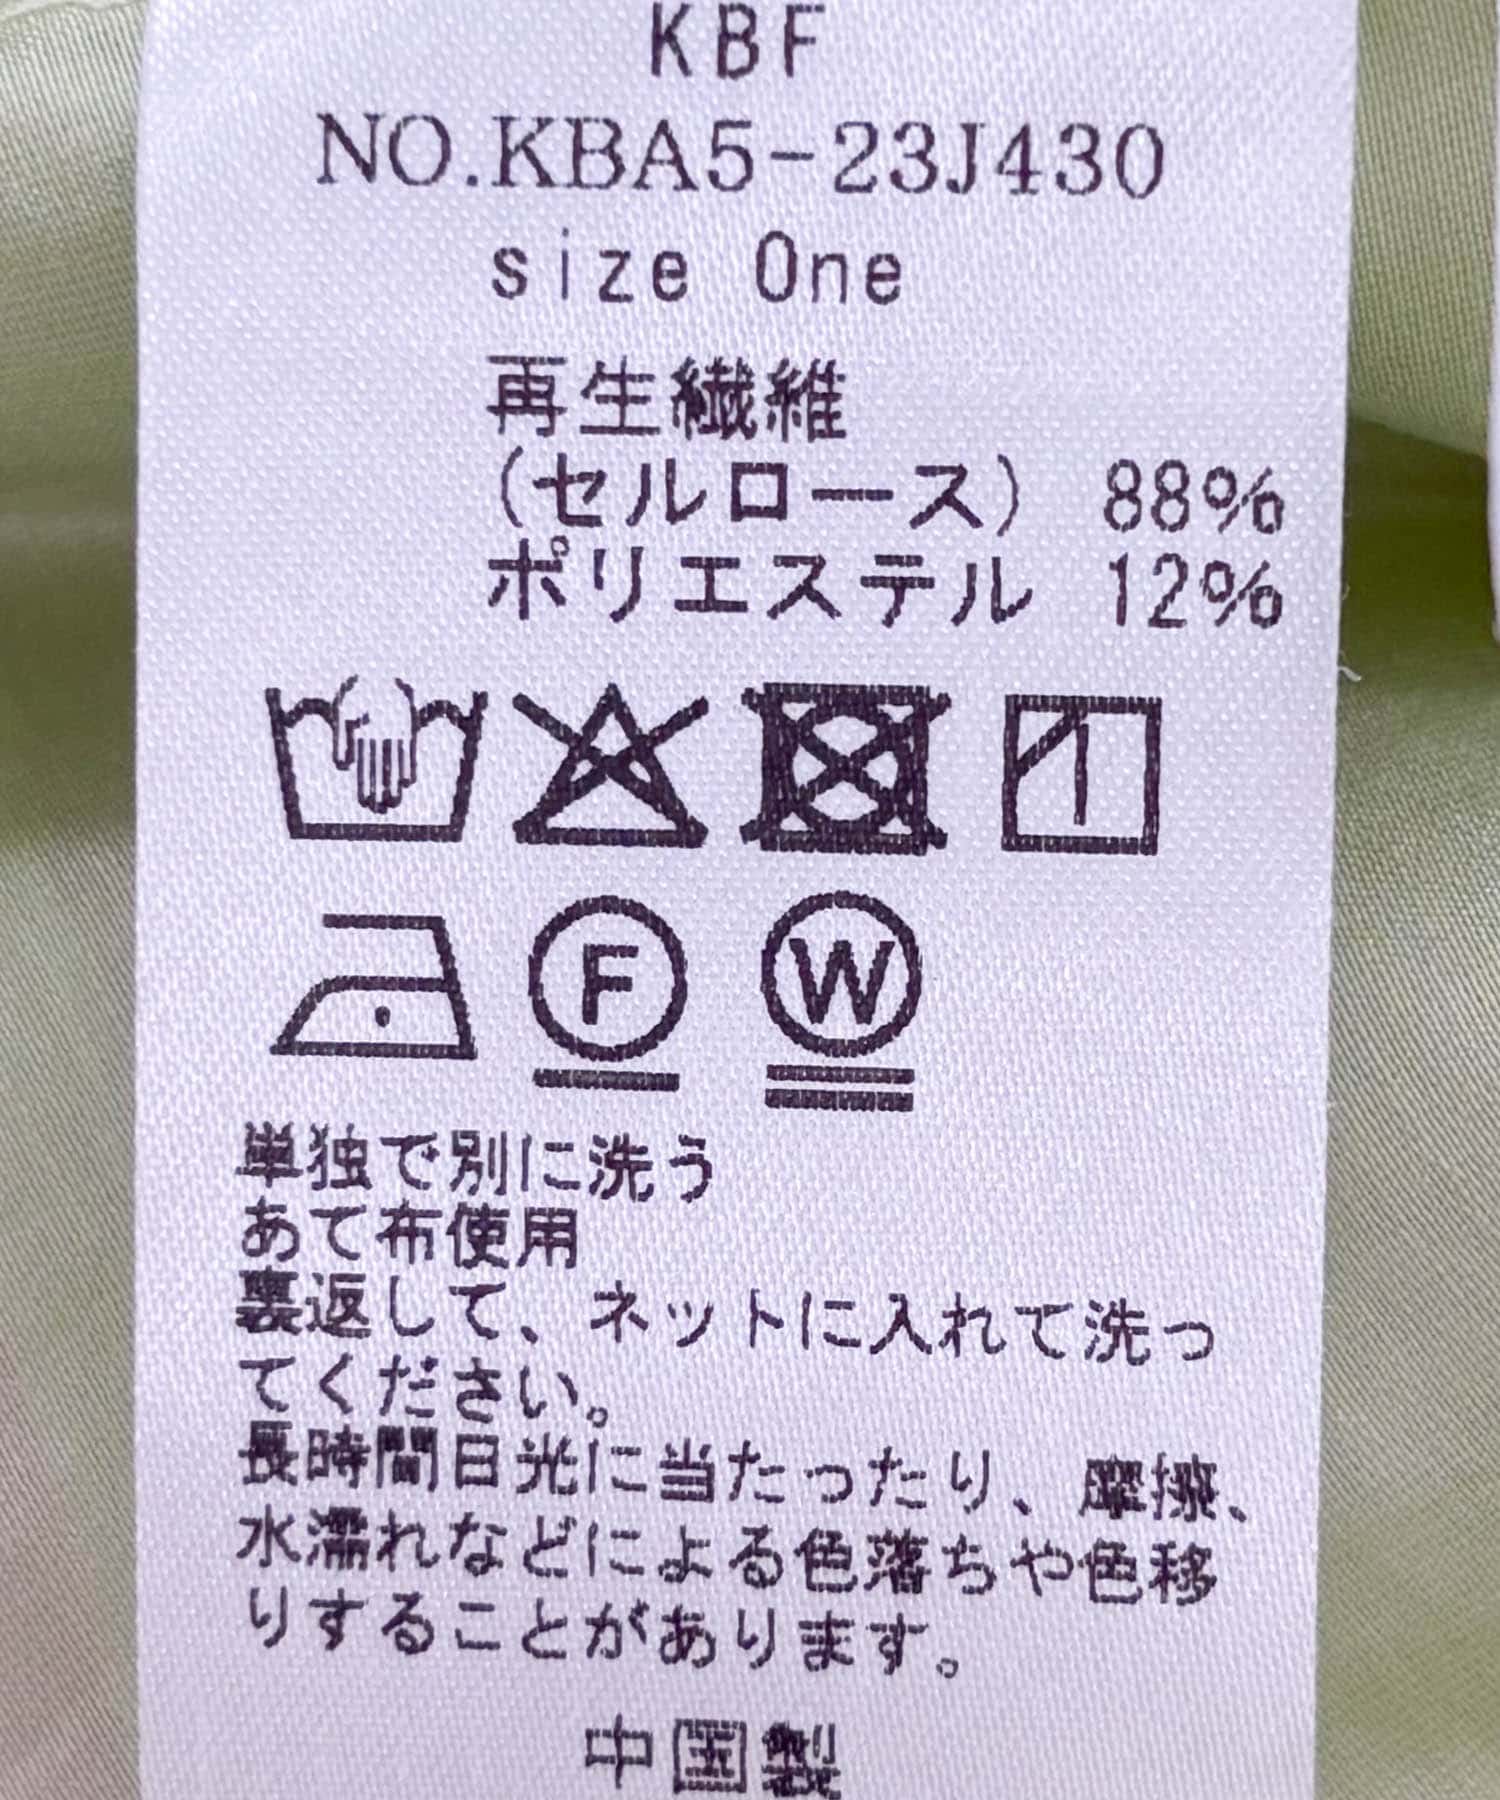 KBF
NO.KBA5-23J430
size One
再生繊維
(セルロース) 88%
ポリエステル 12%
F
W
単独で別に洗う
あて布使用
裏返して、ネットに入れて洗っ
てください。
長時間日光に当たったり、摩擦、
水濡れなどによる色落ちや色移
りすることがあります。
中国製